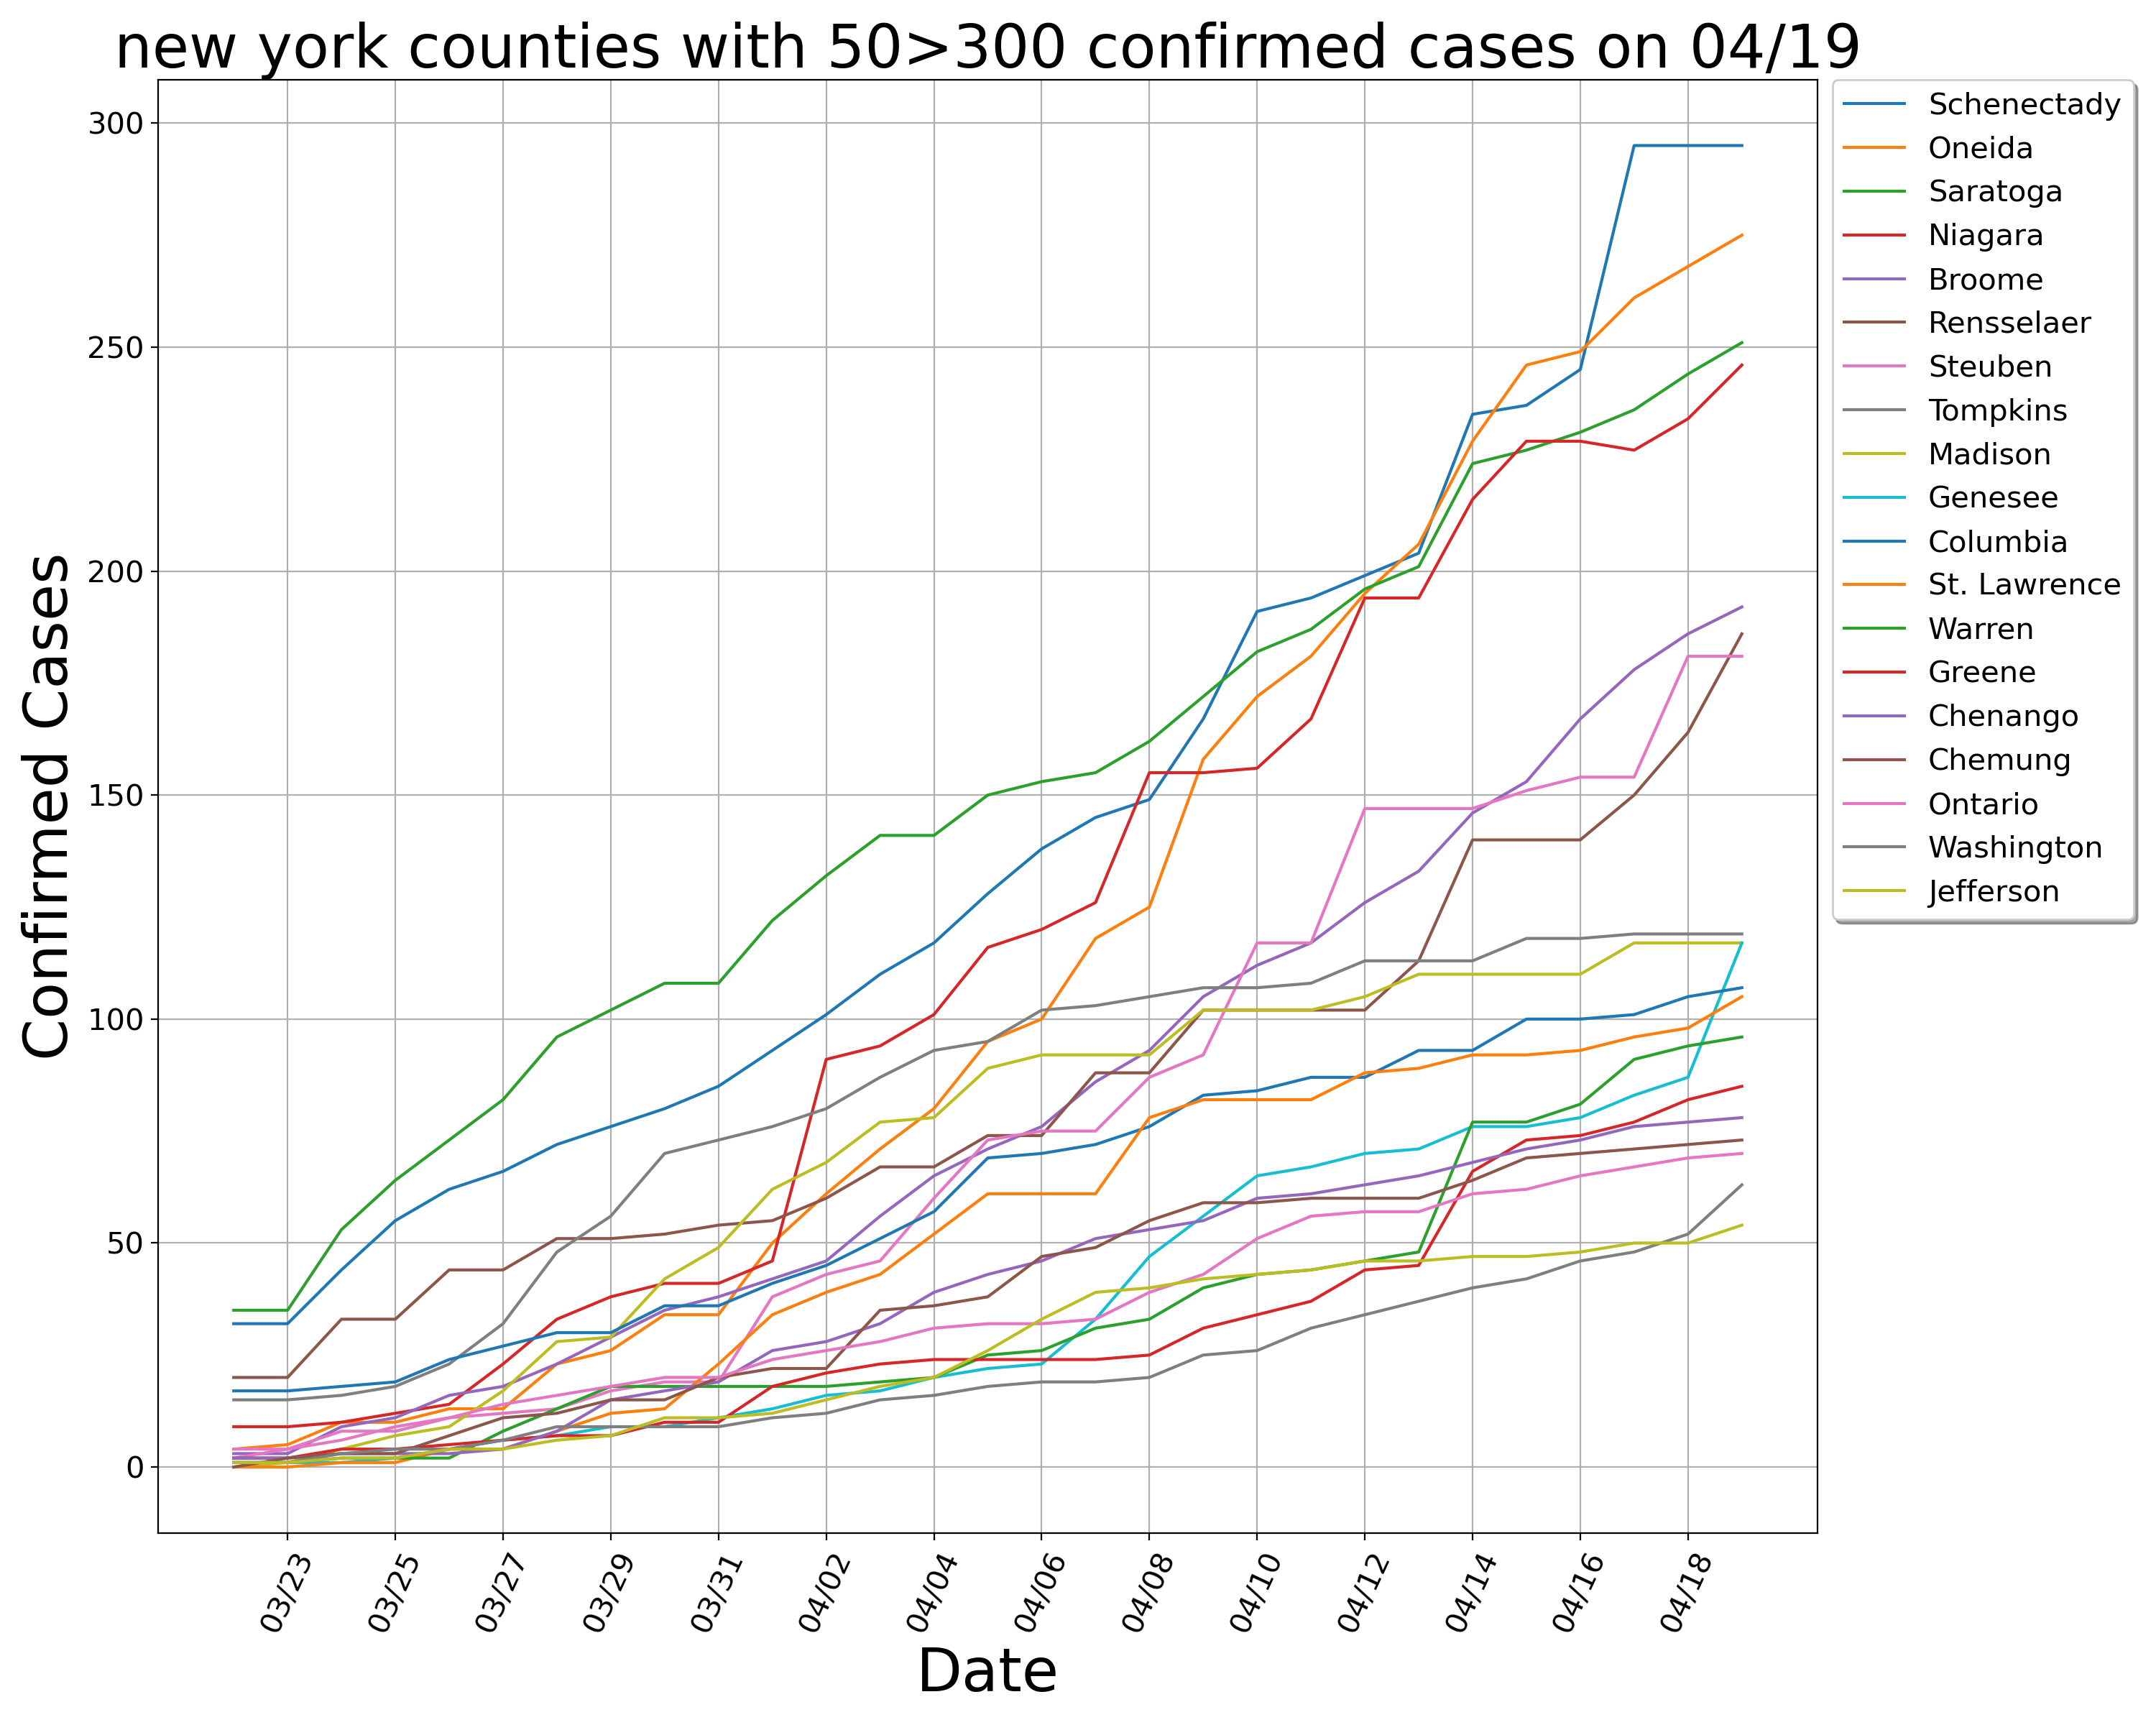 new york counties with 50>300 confirmed cases on 04/19
Confirmed Cases
300
250
200
150
100
50
0
03/23
03/25
03/27
03/29
03/31
04/02
04/04
04/06
04/08
04/10
04/12
04/14
04/16
04/18
Date
Schenectady
Oneida
Saratoga
Niagara
Broome
Rensselaer
Steuben
Tompkins
Madison
Genesee
Columbia
St. Lawrence
Warren
Greene
Chenango
Chemung
Ontario
Washington
Jefferson